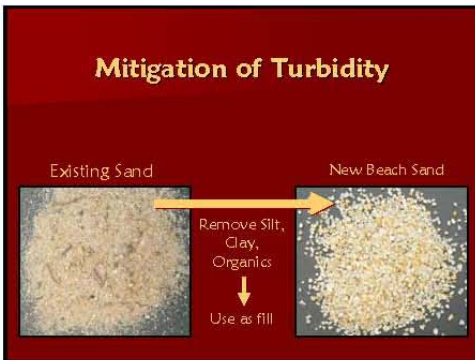 Mitigation of Turbidity
Existing Sand
New Beach Sand
Remove Silt,
Clay,
Organics
Use as fill